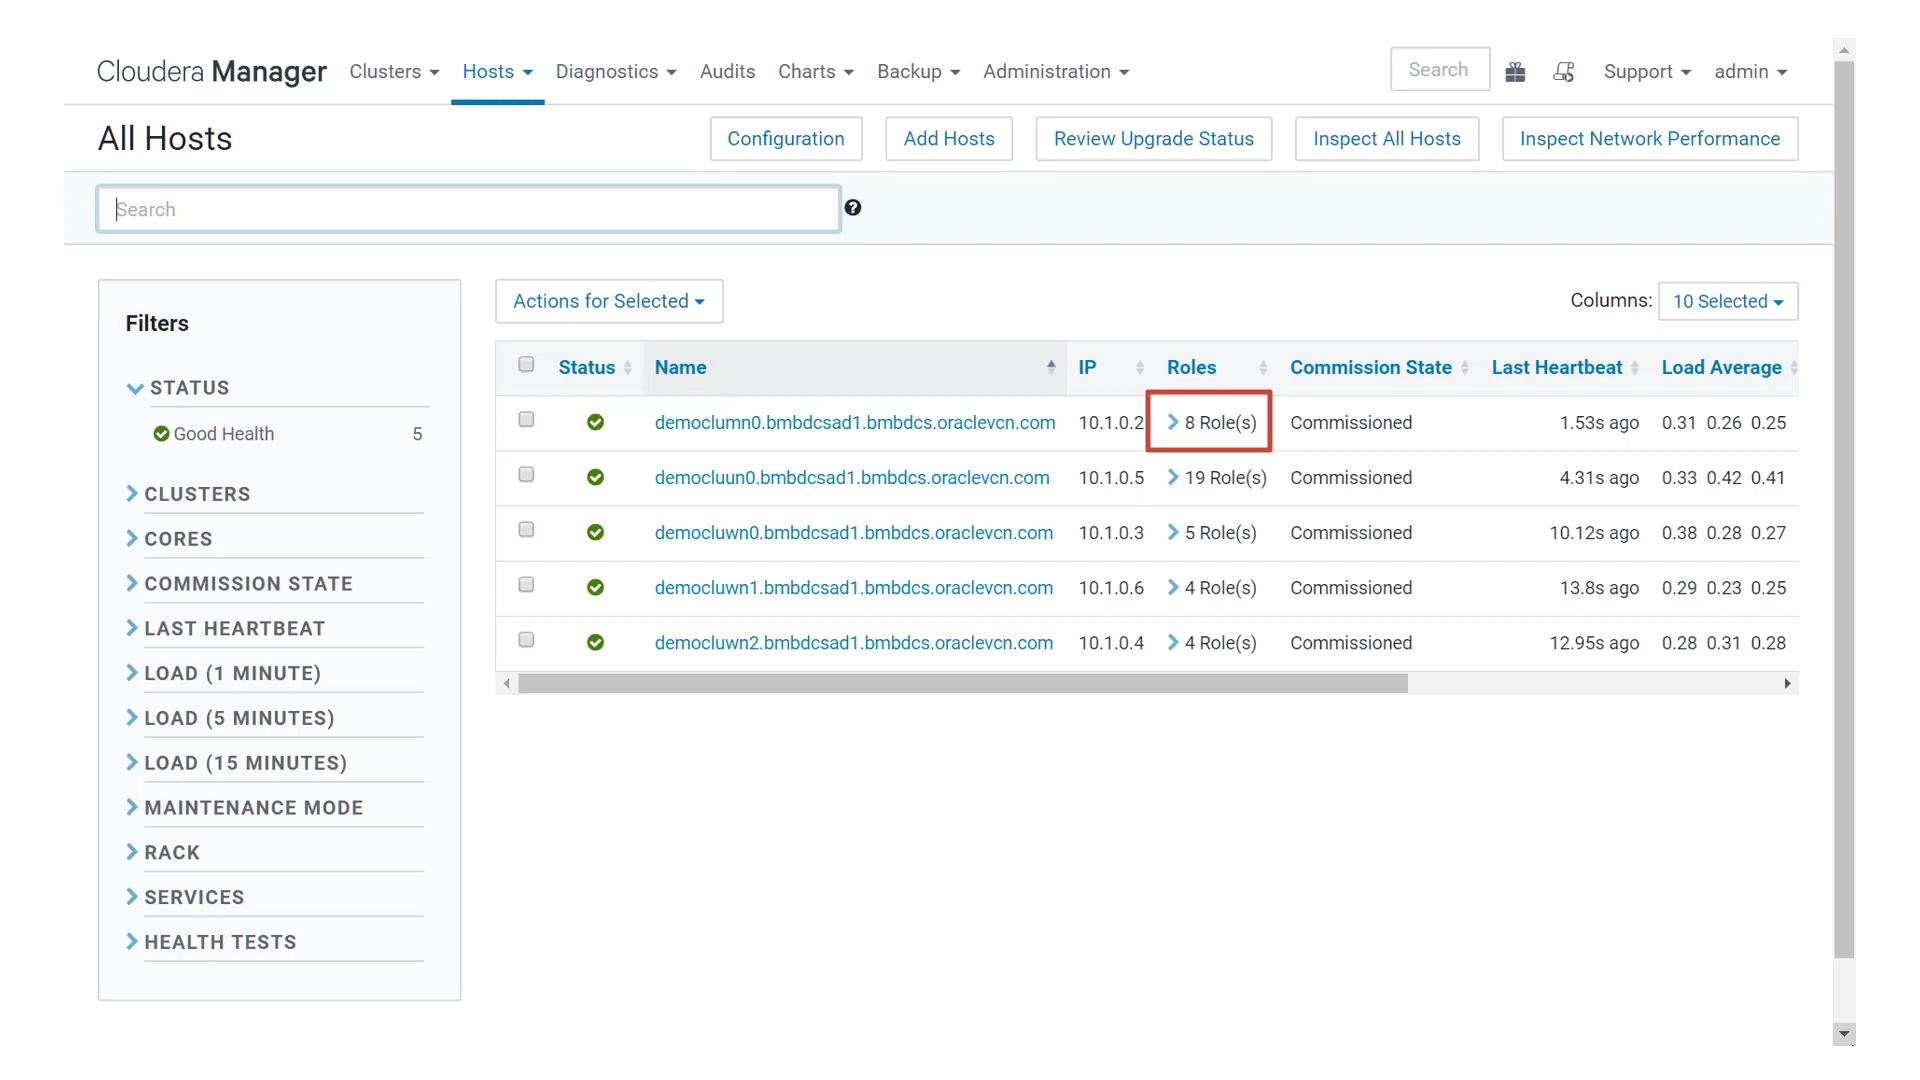 Cloudera Manager Clusters Hosts Diagnostics Audits Charts Backup Administration Search Support admin
All Hosts Configuration Add Hosts Review Upgrade Status Inspect All Hosts Inspect Network Performance
Search
Filters
STATUS
Good Health 5
CLUSTERS
CORES
COMMISSION STATE
LAST HEARTBEAT
LOAD (1 MINUTE)
LOAD (5 MINUTES)
LOAD (15 MINUTES)
MAINTENANCE MODE
RACK
SERVICES
HEALTH TESTS
Actions for Selected Columns: 10 Selected
Status Name IP Roles Commission State Last Heartbeat Load Average
democlumn0.bmbdcsad1.bmbdcs.oraclevcn.com 10.1.0.2 8 Role(s) Commissioned 1.53s ago 0.31 0.26 0.25
democluun0.bmbdcsad1.bmbdcs.oraclevcn.com 10.1.0.5 19 Role(s) Commissioned 4.31s ago 0.33 0.42 0.41
democluwn0.bmbdcsad1.bmbdcs.oraclevcn.com 10.1.0.3 5 Role(s) Commissioned 10.12s ago 0.38 0.28 0.27
democluwn1.bmbdcsad1.bmbdcs.oraclevcn.com 10.1.0.6 4 Role(s) Commissioned 13.8s ago 0.29 0.23 0.25
democluwn2.bmbdcsad1.bmbdcs.oraclevcn.com 10.1.0.4 4 Role(s) Commissioned 12.95s ago 0.28 0.31 0.28